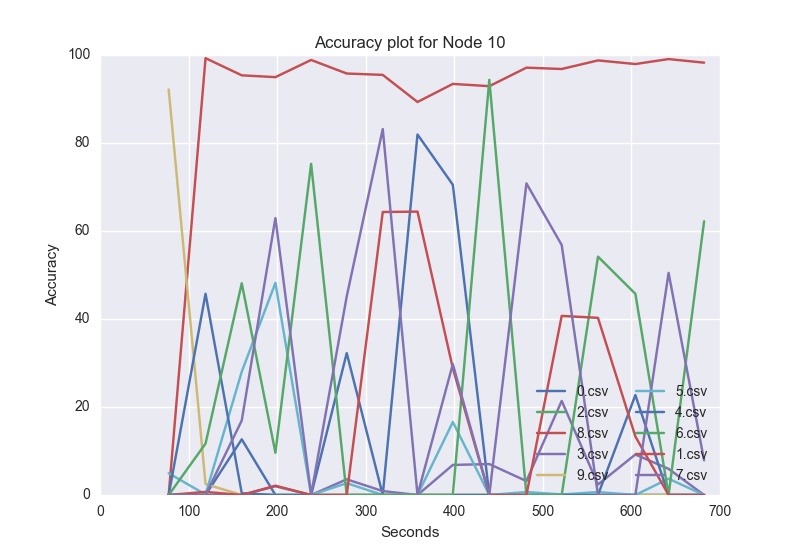 Accuracy plot for Node 10
100
80
60
40
20
0
Accuracy
0 100 200 300 400 500 600 700
Seconds
0.csv 5.csv
2.csv 4.csv
8.csv 6.csv
3.csv 1.csv
9.csv 7.csv